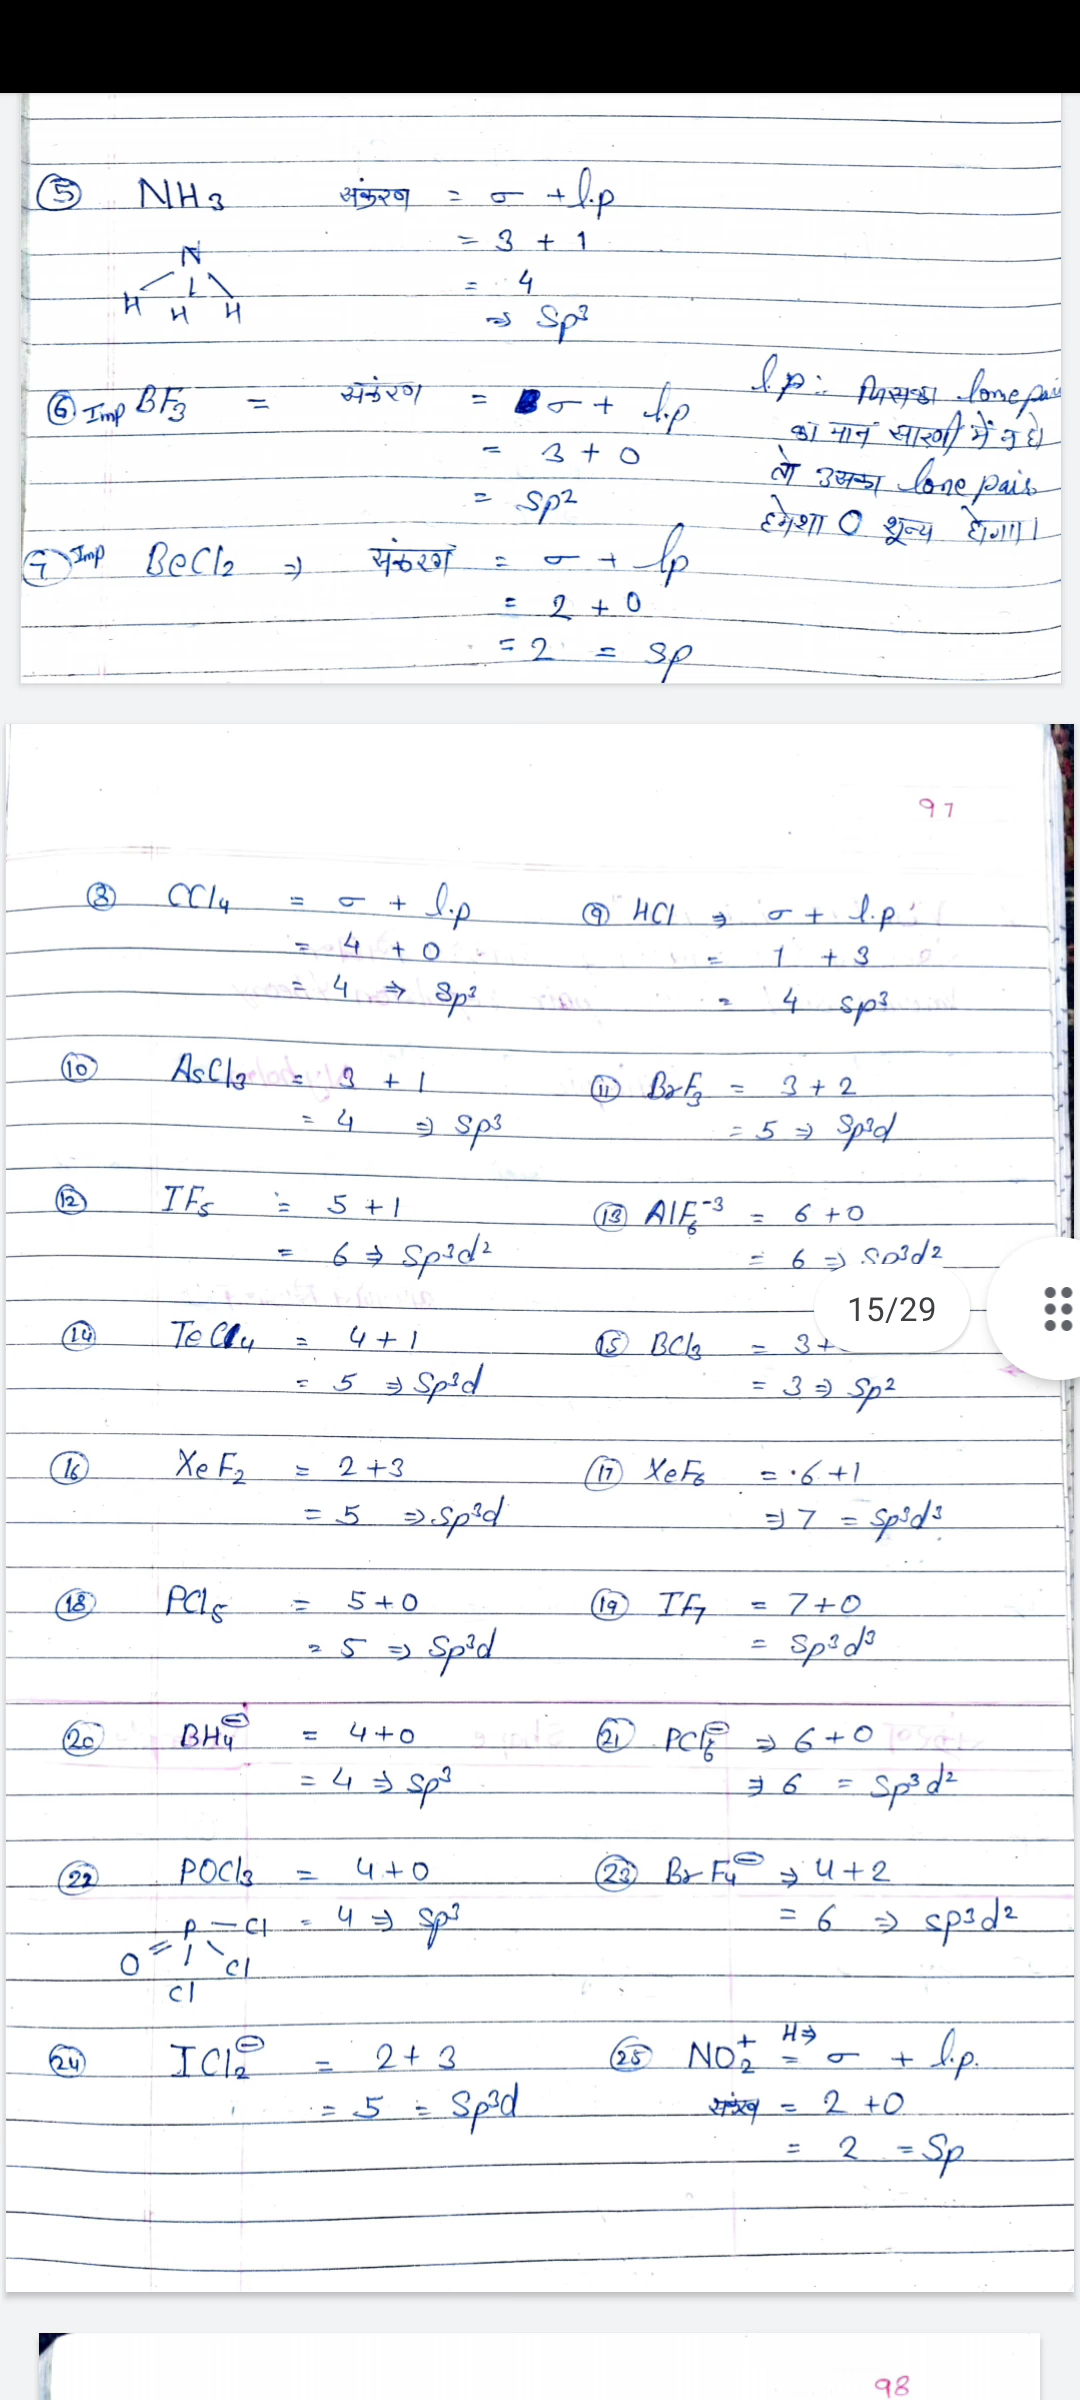 (5) NH3 संकरण = σ + l.p
= 3 + 1
N
= 4
H H H
⇒ Sp³
(6) Imp BF3 = संकरण = σ + l.p
= 3 + 0
= Sp²
l.p :- जिसका lone pair
का मान सारणी में न हो
तो उसका lone pair
हमेशा 0 शून्य होगा।
(7) Imp BeCl2 ⇒ संकरण = σ + lp
= 2 + 0
= 2 = Sp
97
(8) CCl4 = σ + l.p
= 4 + 0
= 4 ⇒ Sp³
(9) HCl ⇒ σ + l.p
= 1 + 3
= 4 Sp³
(10) AsCl3 = 3 + 1
= 4 ⇒ Sp³
(11) BrF3 = 3 + 2
= 5 ⇒ Sp³d
(12) IF5 = 5 + 1
= 6 ⇒ Sp³d²
(13) AlF6⁻³ = 6 + 0
= 6 ⇒ Sp³d²
15/29
(14) TeCl4 = 4 + 1
= 5 ⇒ Sp³d
(15) BCl3 = 3 +
= 3 ⇒ Sp²
(16) XeF2 = 2 + 3
= 5 ⇒ Sp³d
(17) XeF6 = 6 + 1
⇒ 7 = Sp³d³
(18) PCl5 = 5 + 0
= 5 ⇒ Sp³d
(19) IF7 = 7 + 0
= Sp³d³
(20) BH4⊖ = 4 + 0
= 4 ⇒ Sp³
(21) PCl6⊖ ⇒ 6 + 0
⇒ 6 = Sp³d²
(22) POCl3 = 4 + 0
P — Cl = 4 ⇒ Sp³
O = Cl
Cl
(23) BrF4⊖ ⇒ 4 + 2
= 6 ⇒ sp³d²
(24) ICl2⊖ = 2 + 3
= 5 = Sp³d
(25) NO2⁺ H⇒ = σ + l.p.
संकरण = 2 + 0
= 2 = Sp
98